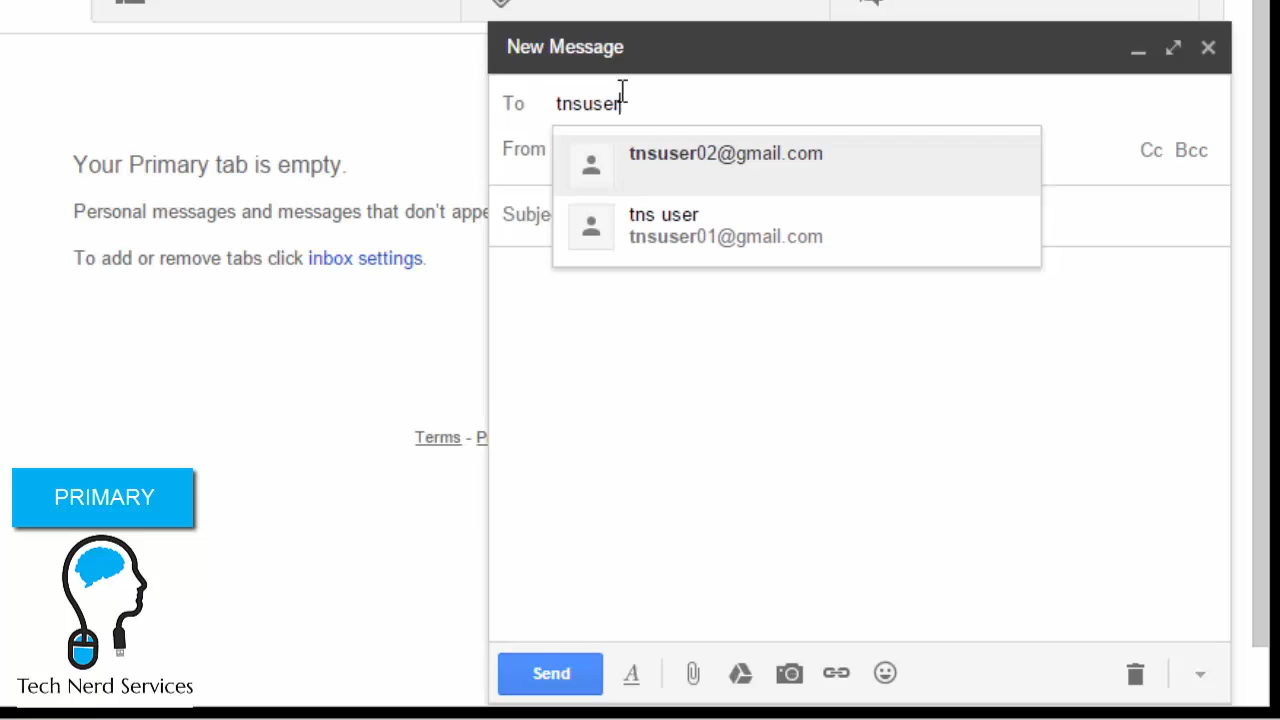 New Message
To tnsuser
From
Cc Bcc
tnsuser02@gmail.com
tns user
tnsuser01@gmail.com
Subje
Your Primary tab is empty.
Personal messages and messages that don't appe
To add or remove tabs click inbox settings.
Terms - P
PRIMARY
Tech Nerd Services
Send
A